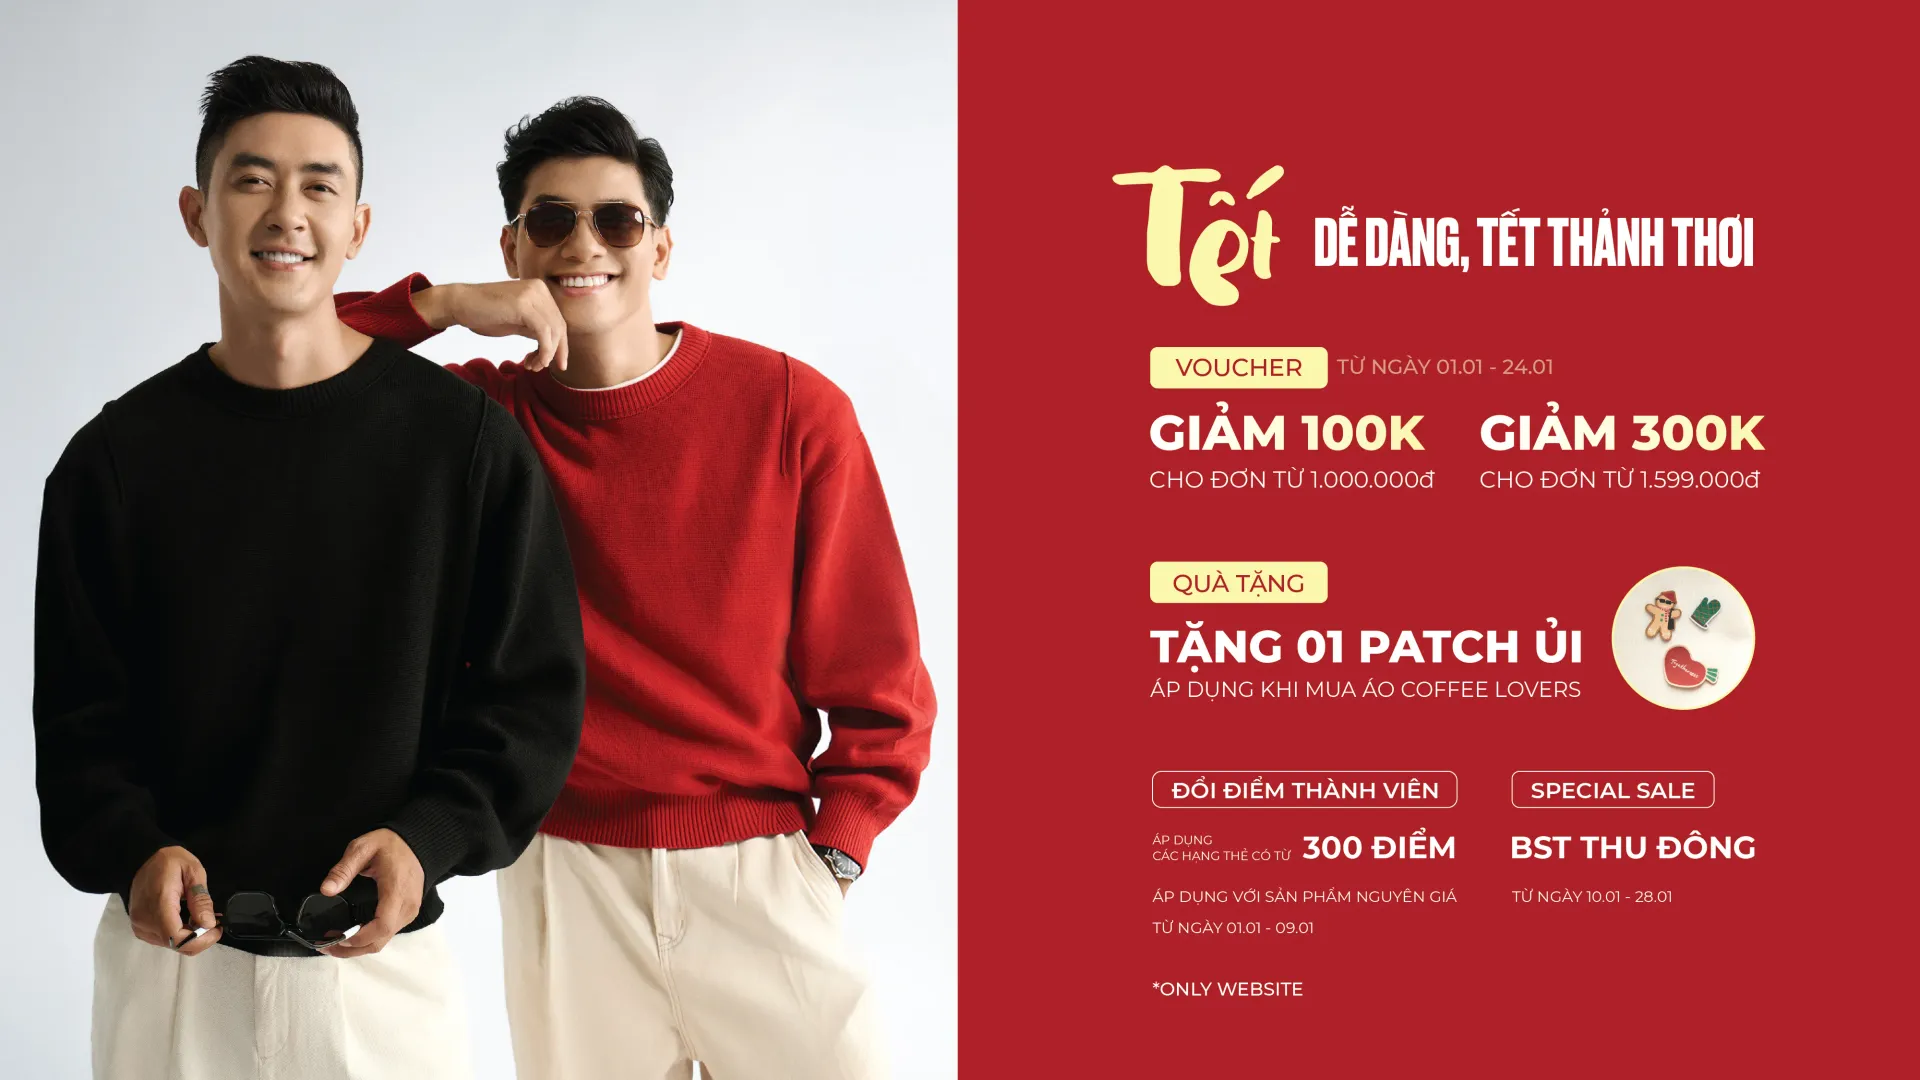 Tết DỄ DÀNG, TẾT THẢNH THƠI
VOUCHER TỪ NGÀY 01.01 - 24.01
GIẢM 100K
CHO ĐƠN TỪ 1.000.000đ
GIẢM 300K
CHO ĐƠN TỪ 1.599.000đ
QUÀ TẶNG
TẶNG 01 PATCH ỦI
ÁP DỤNG KHI MUA ÁO COFFEE LOVERS
ĐỔI ĐIỂM THÀNH VIÊN
ÁP DỤNG
CÁC HẠNG THẺ CÓ TỪ 300 ĐIỂM
ÁP DỤNG VỚI SẢN PHẨM NGUYÊN GIÁ
TỪ NGÀY 01.01 - 09.01
SPECIAL SALE
BST THU ĐÔNG
TỪ NGÀY 10.01 - 28.01
*ONLY WEBSITE